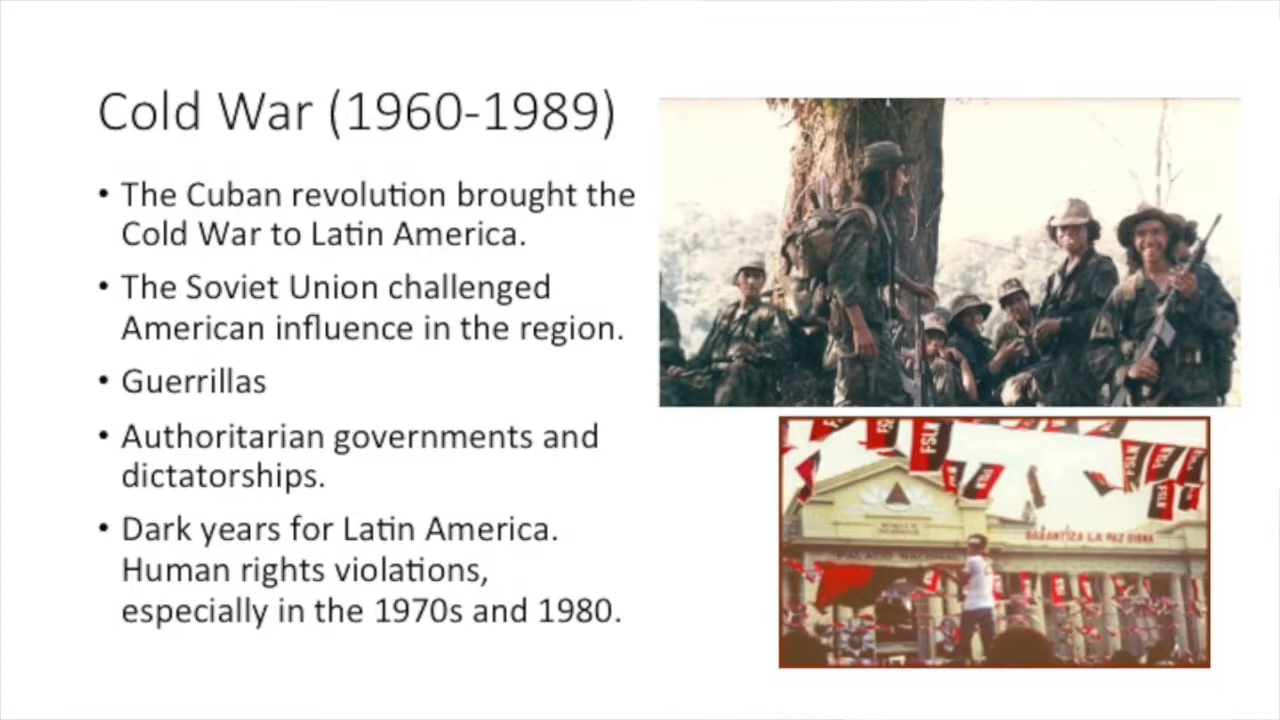 Cold War (1960-1989)
• The Cuban revolution brought the
Cold War to Latin America.
• The Soviet Union challenged
American influence in the region.
• Guerrillas
• Authoritarian governments and
dictatorships.
• Dark years for Latin America.
Human rights violations,
especially in the 1970s and 1980.
FSLN
FSLN
GARANTIZA LA PAZ DIGNA
PALACIO NACIONAL